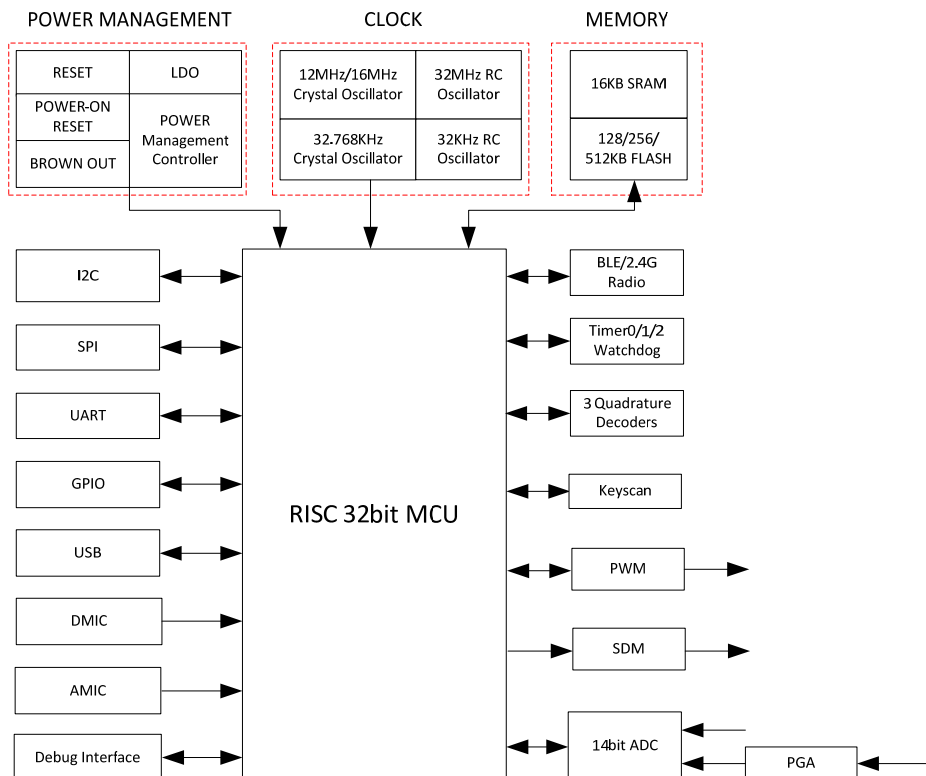 POWER MANAGEMENT
CLOCK
MEMORY
RESET
LDO
POWER-ON
RESET
POWER
Management
Controller
BROWN OUT
12MHz/16MHz
Crystal Oscillator
32MHz RC
Oscillator
32.768KHz
Crystal Oscillator
32KHz RC
Oscillator
16KB SRAM
128/256/
512KB FLASH
I2C
SPI
UART
GPIO
USB
DMIC
AMIC
Debug Interface
RISC 32bit MCU
BLE/2.4G
Radio
Timer0/1/2
Watchdog
3 Quadrature
Decoders
Keyscan
PWM
SDM
14bit ADC
PGA